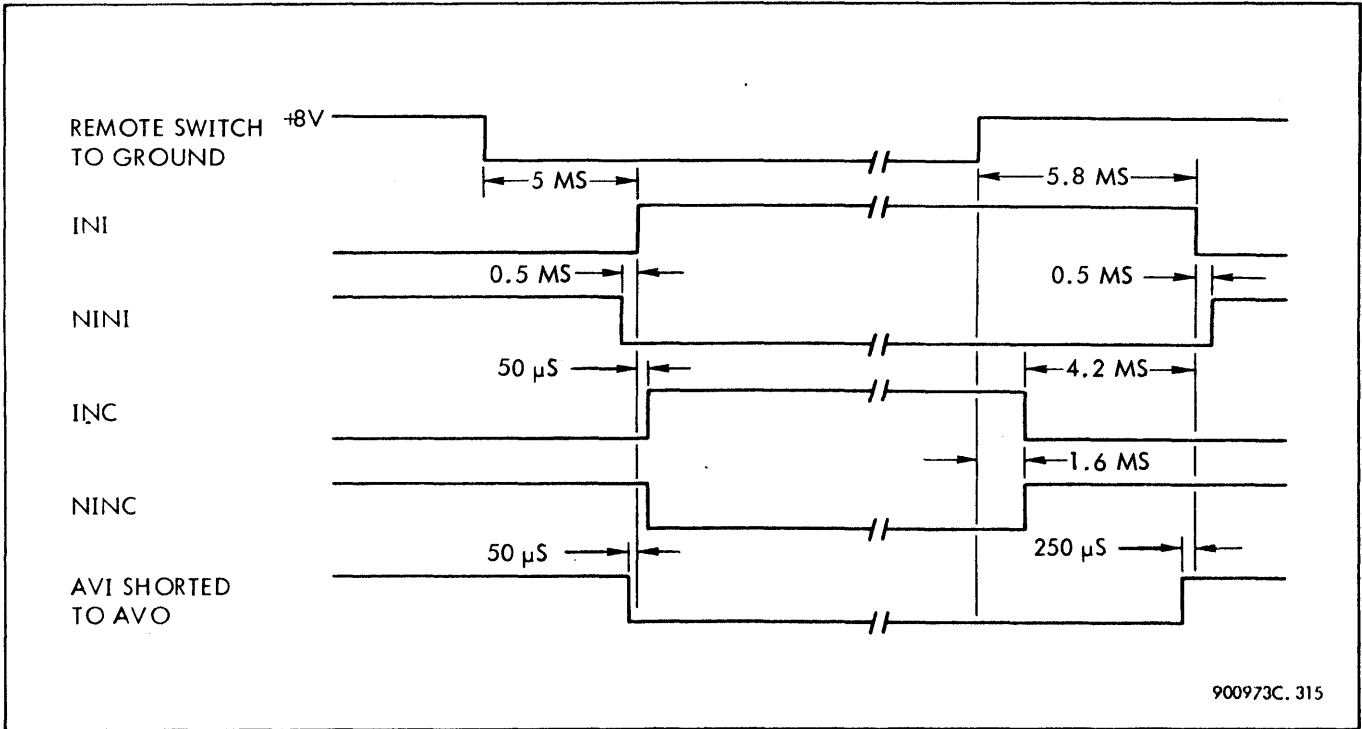 REMOTE SWITCH +8V
TO GROUND
5 MS
5.8 MS
INI
0.5 MS
0.5 MS
NINI
50 µS
4.2 MS
INC
1.6 MS
NINC
50 µS
250 µS
AVI SHORTED
TO AVO
900973C. 315